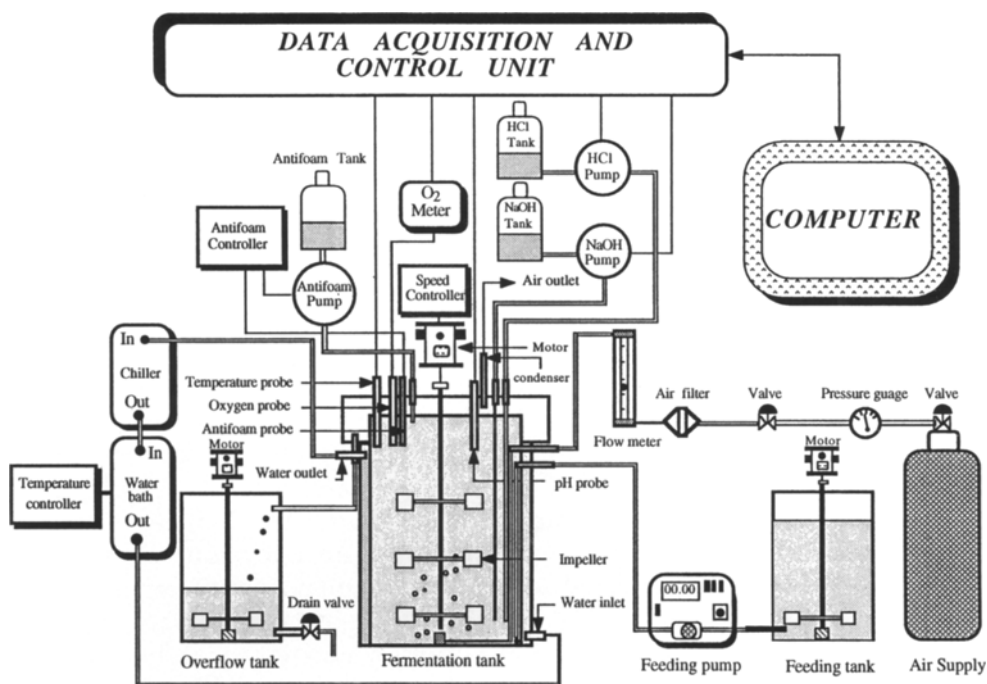 DATA ACQUISITION AND
CONTROL UNIT
HCl
Tank
HCl
Pump
Antifoam Tank
O2
Meter
NaOH
Tank
NaOH
Pump
COMPUTER
Antifoam
Controller
Antifoam
Pump
Speed
Controller
Air outlet
In
Chiller
Out
Motor
condenser
Temperature probe
Oxygen probe
Antifoam probe
Air filter
Valve
Pressure guage
Valve
Flow meter
Motor
Motor
In
Water
bath
Out
Temperature
controller
Water outlet
pH probe
Impeller
00.00
Drain valve
Water inlet
Overflow tank
Fermentation tank
Feeding pump
Feeding tank
Air Supply